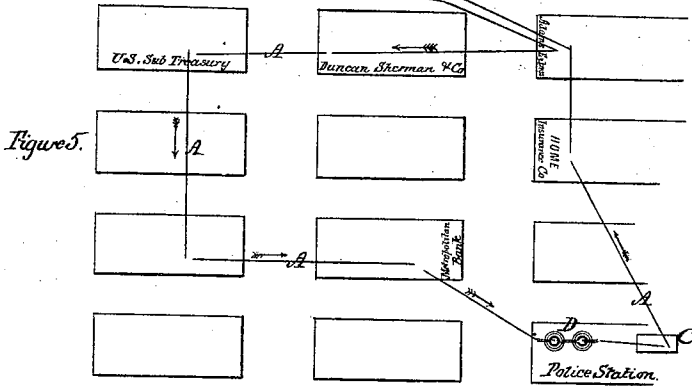 U.S. Sub Treasury
A
Duncan Sherman & Co
Figure 5.
A
HOME
Insurance Co
A
Metropolitan
Bank
A
D
C
Police Station.